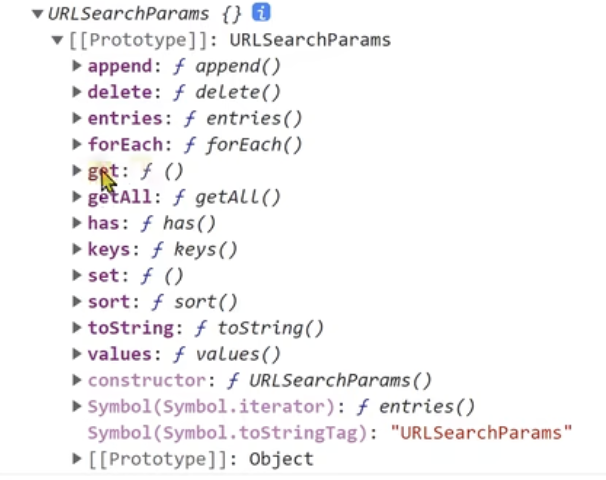 URLSearchParams {} i
[[Prototype]]: URLSearchParams
append: ƒ append()
delete: ƒ delete()
entries: ƒ entries()
forEach: ƒ forEach()
get: ƒ ()
getAll: ƒ getAll()
has: ƒ has()
keys: ƒ keys()
set: ƒ ()
sort: ƒ sort()
toString: ƒ toString()
values: ƒ values()
constructor: ƒ URLSearchParams()
Symbol(Symbol.iterator): ƒ entries()
Symbol(Symbol.toStringTag): "URLSearchParams"
[[Prototype]]: Object